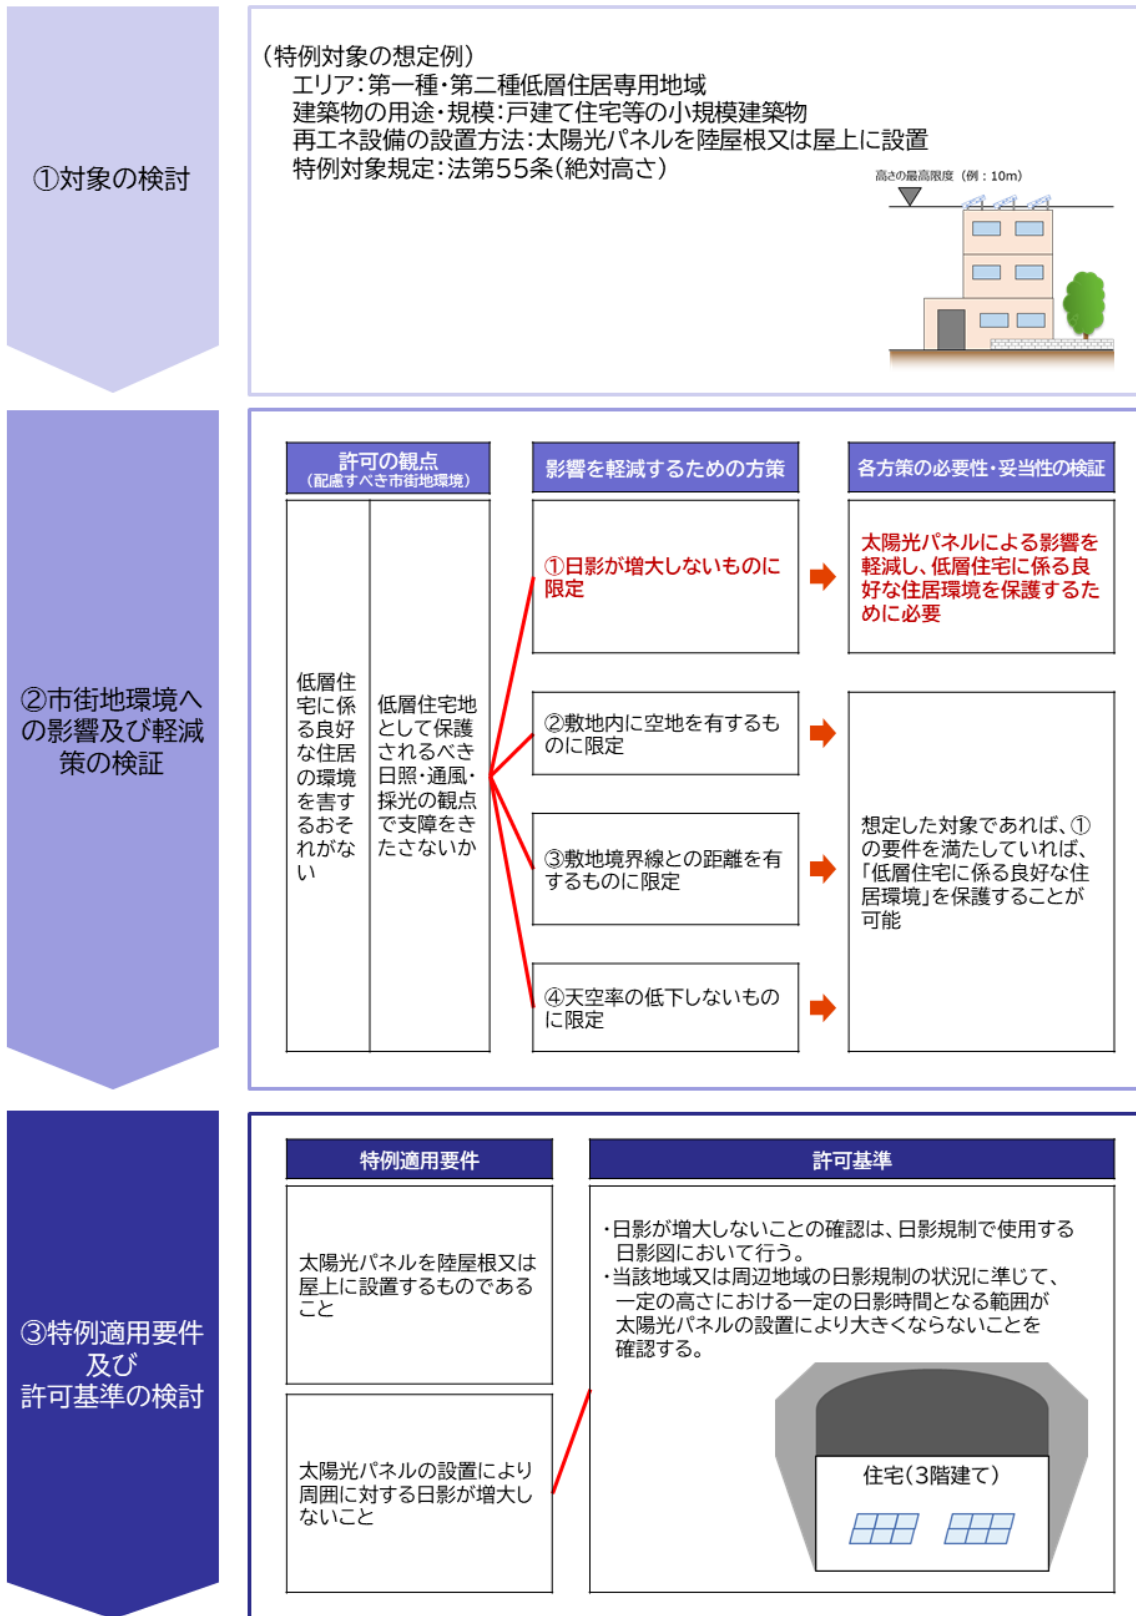 ①対象の検討
(特例対象の想定例)
エリア：第一種・第二種低層住居専用地域
建築物の用途・規模：戸建て住宅等の小規模建築物
再エネ設備の設置方法：太陽光パネルを陸屋根又は屋上に設置
特例対象規定：法第55条(絶対高さ)
高さの最高限度（例：10m）
②市街地環境へ
の影響及び軽減
策の検証
許可の観点
(配慮すべき市街地環境)
低層住
宅に係
る良好
な住居
の環境
を害す
るおそ
れがな
い
低層住宅地
として保護
されるべき
日照・通風・
採光の観点
で支障をき
たさないか
影響を軽減するための方策
①日影が増大しないものに
限定
②敷地内に空地を有するも
のに限定
③敷地境界線との距離を有
するものに限定
④天空率の低下しないもの
に限定
各方策の必要性・妥当性の検証
太陽光パネルによる影響を
軽減し、低層住宅に係る良
好な住居環境を保護するた
めに必要
想定した対象であれば、①
の要件を満たしていれば、
「低層住宅に係る良好な住
居環境」を保護することが
可能
③特例適用要件
及び
許可基準の検討
特例適用要件
太陽光パネルを陸屋根又は
屋上に設置するものである
こと
太陽光パネルの設置により
周囲に対する日影が増大し
ないこと
許可基準
・日影が増大しないことの確認は、日影規制で使用する
日影図において行う。
・当該地域又は周辺地域の日影規制の状況に準じて、
一定の高さにおける一定の日影時間となる範囲が
太陽光パネルの設置により大きくならないことを
確認する。
住宅(3階建て)